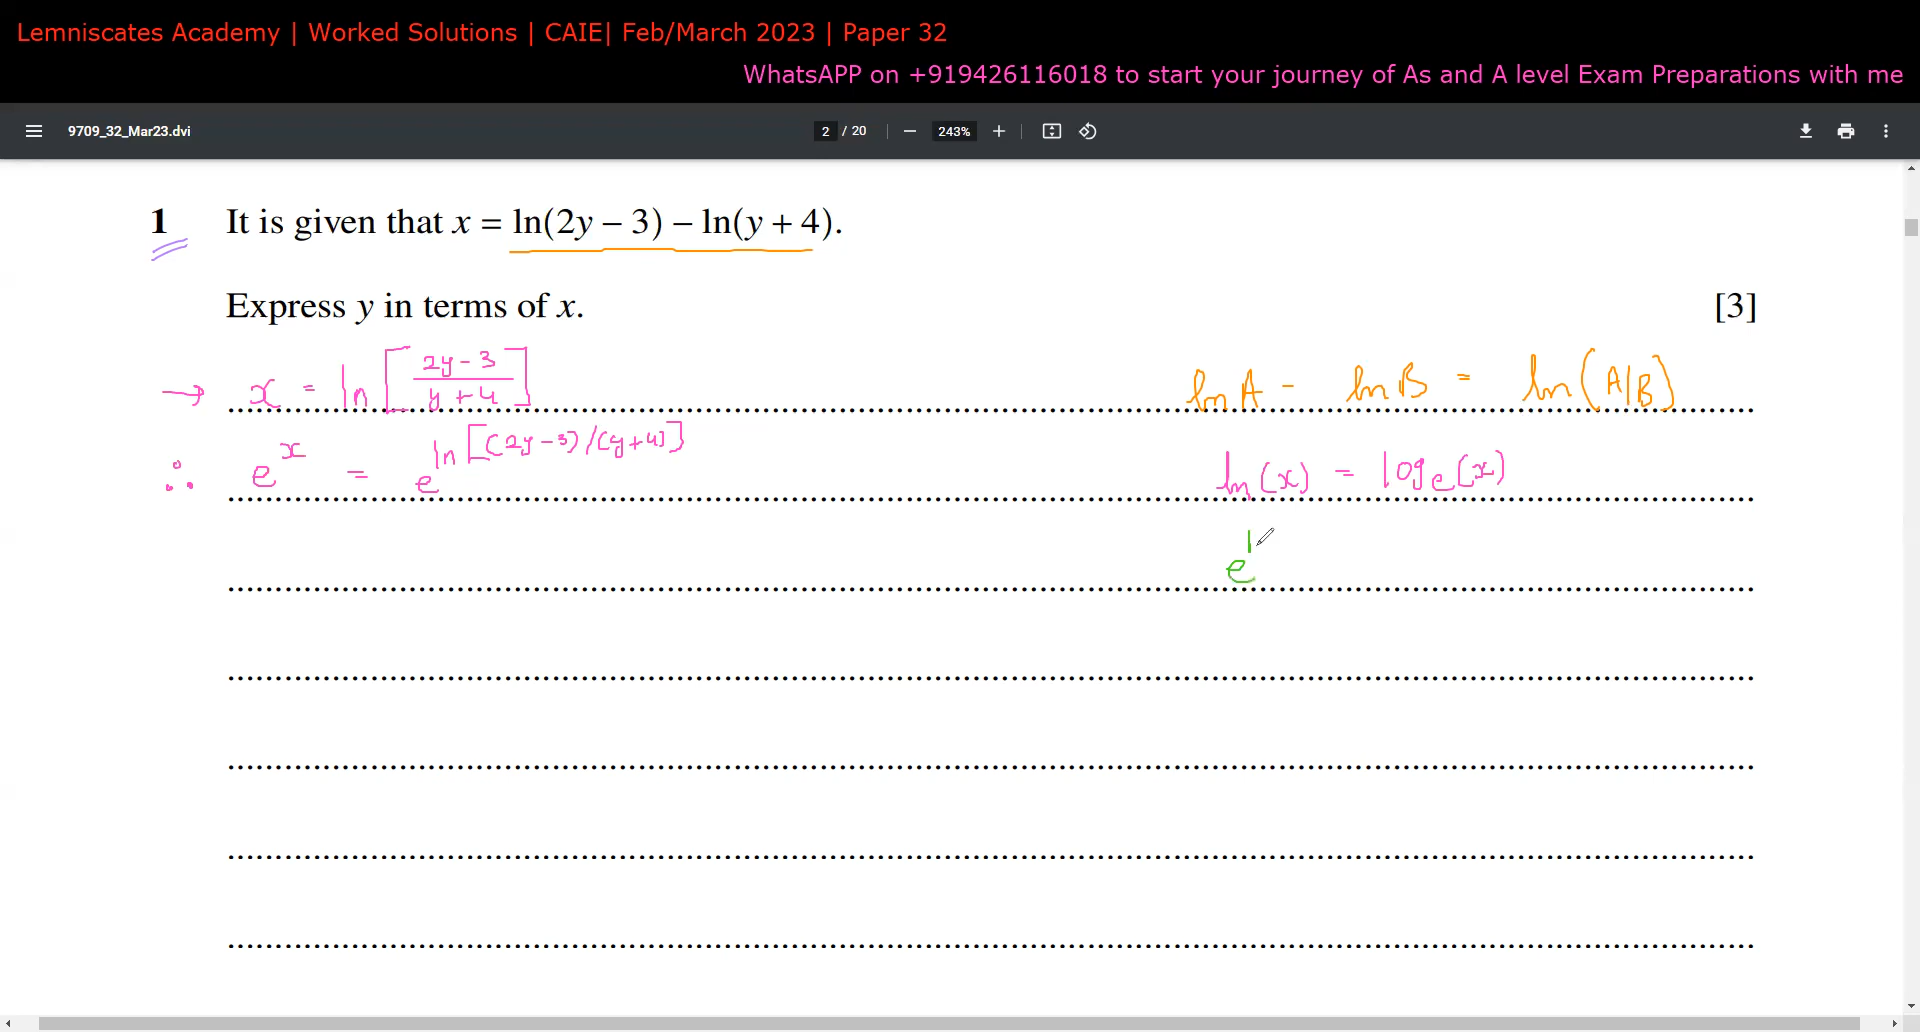 Lemniscates Academy | Worked Solutions | CAIE| Feb/March 2023 | Paper 32
WhatsAPP on +919426116018 to start your journey of As and A level Exam Preparations with me
9709_32_Mar23.dvi
2 / 20
243%
1 It is given that x = ln(2y − 3) − ln(y + 4).
Express y in terms of x. [3]
→ x = ln[(2y − 3)/(y + 4)]
ln A − ln B = ln(A|B)
∴ e^x = e^ln[(2y−3)/(y+4)]
ln(x) = log_e(x)
e^l